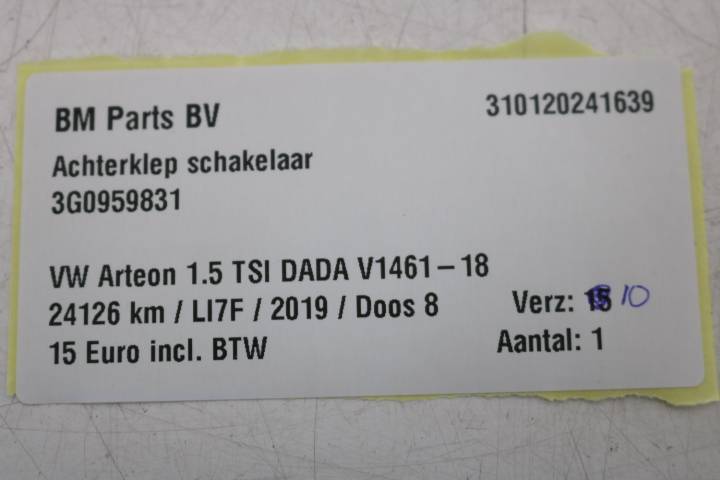 BM Parts BV 310120241639
Achterklep schakelaar
3G0959831
VW Arteon 1.5 TSI DADA V1461-18
24126 km / LI7F / 2019 / Doos 8 Verz: 15 10
15 Euro incl. BTW Aantal: 1